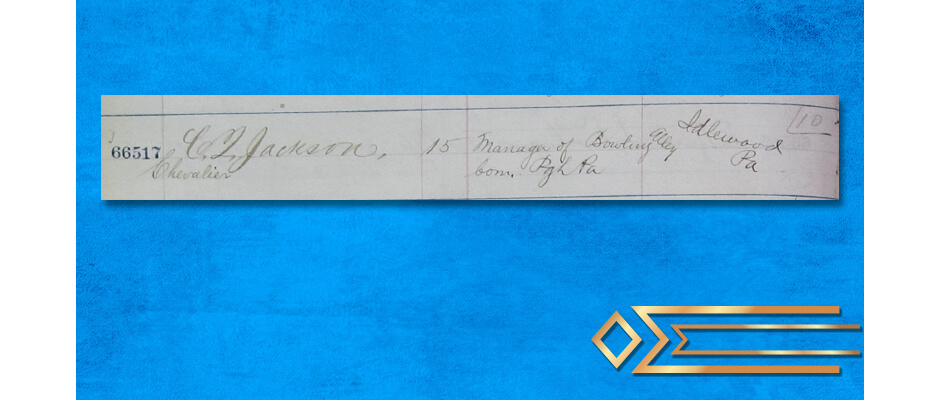 66517 C. Q. Jackson, 15 Manager of Bowling Alley Idlewood 10
Chevalier born. Pgh Pa Pa